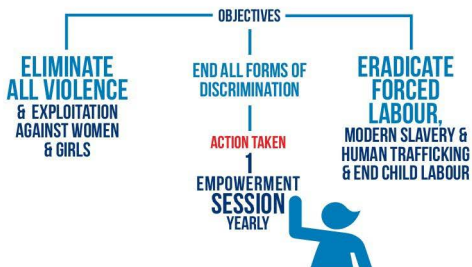 OBJECTIVES
ELIMINATE
ALL VIOLENCE
& EXPLOITATION
AGAINST WOMEN
& GIRLS
END ALL FORMS OF
DISCRIMINATION
ACTION TAKEN
1
EMPOWERMENT
SESSION
YEARLY
ERADICATE
FORCED
LABOUR,
MODERN SLAVERY &
HUMAN TRAFFICKING
& END CHILD LABOUR